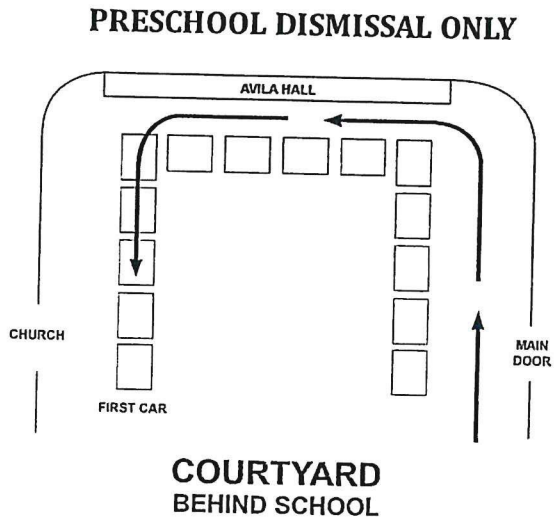 PRESCHOOL DISMISSAL ONLY
AVILA HALL
CHURCH
MAIN
DOOR
FIRST CAR
COURTYARD
BEHIND SCHOOL